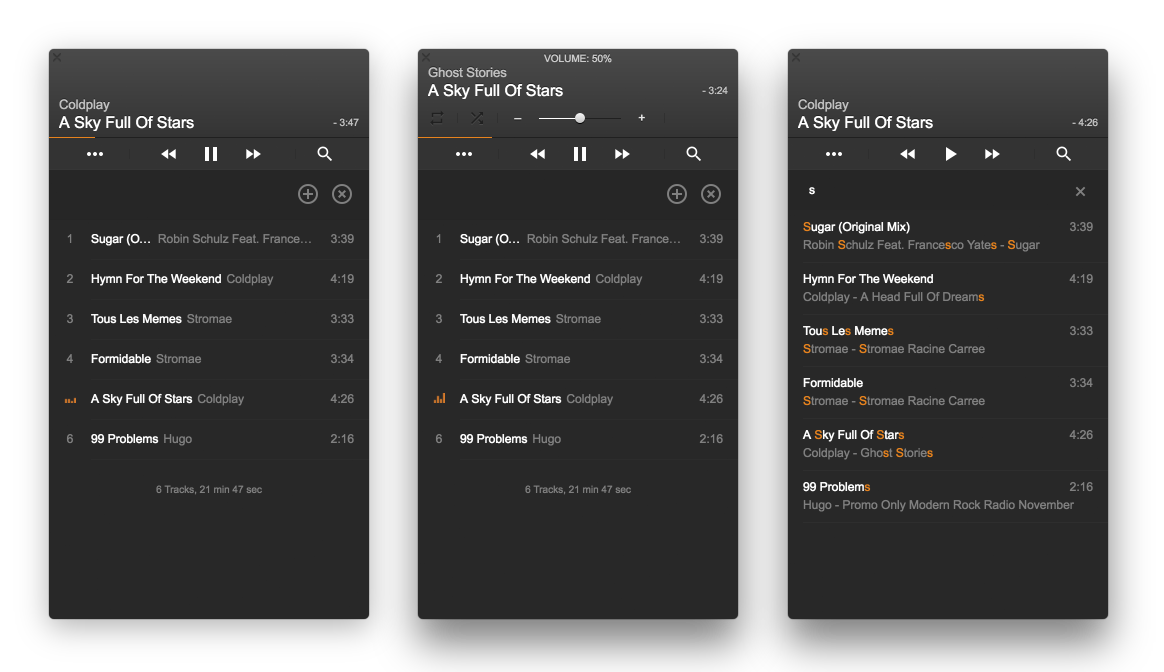 Coldplay
A Sky Full Of Stars - 3:47
1 Sugar (O... Robin Schulz Feat. France... 3:39
2 Hymn For The Weekend Coldplay 4:19
3 Tous Les Memes Stromae 3:33
4 Formidable Stromae 3:34
A Sky Full Of Stars Coldplay 4:26
6 99 Problems Hugo 2:16
6 Tracks, 21 min 47 sec
VOLUME: 50%
Ghost Stories
A Sky Full Of Stars - 3:24
1 Sugar (O... Robin Schulz Feat. France... 3:39
2 Hymn For The Weekend Coldplay 4:19
3 Tous Les Memes Stromae 3:33
4 Formidable Stromae 3:34
A Sky Full Of Stars Coldplay 4:26
6 99 Problems Hugo 2:16
6 Tracks, 21 min 47 sec
Coldplay
A Sky Full Of Stars - 4:26
s
Sugar (Original Mix) 3:39
Robin Schulz Feat. Francesco Yates - Sugar
Hymn For The Weekend 4:19
Coldplay - A Head Full Of Dreams
Tous Les Memes 3:33
Stromae - Stromae Racine Carree
Formidable 3:34
Stromae - Stromae Racine Carree
A Sky Full Of Stars 4:26
Coldplay - Ghost Stories
99 Problems 2:16
Hugo - Promo Only Modern Rock Radio November